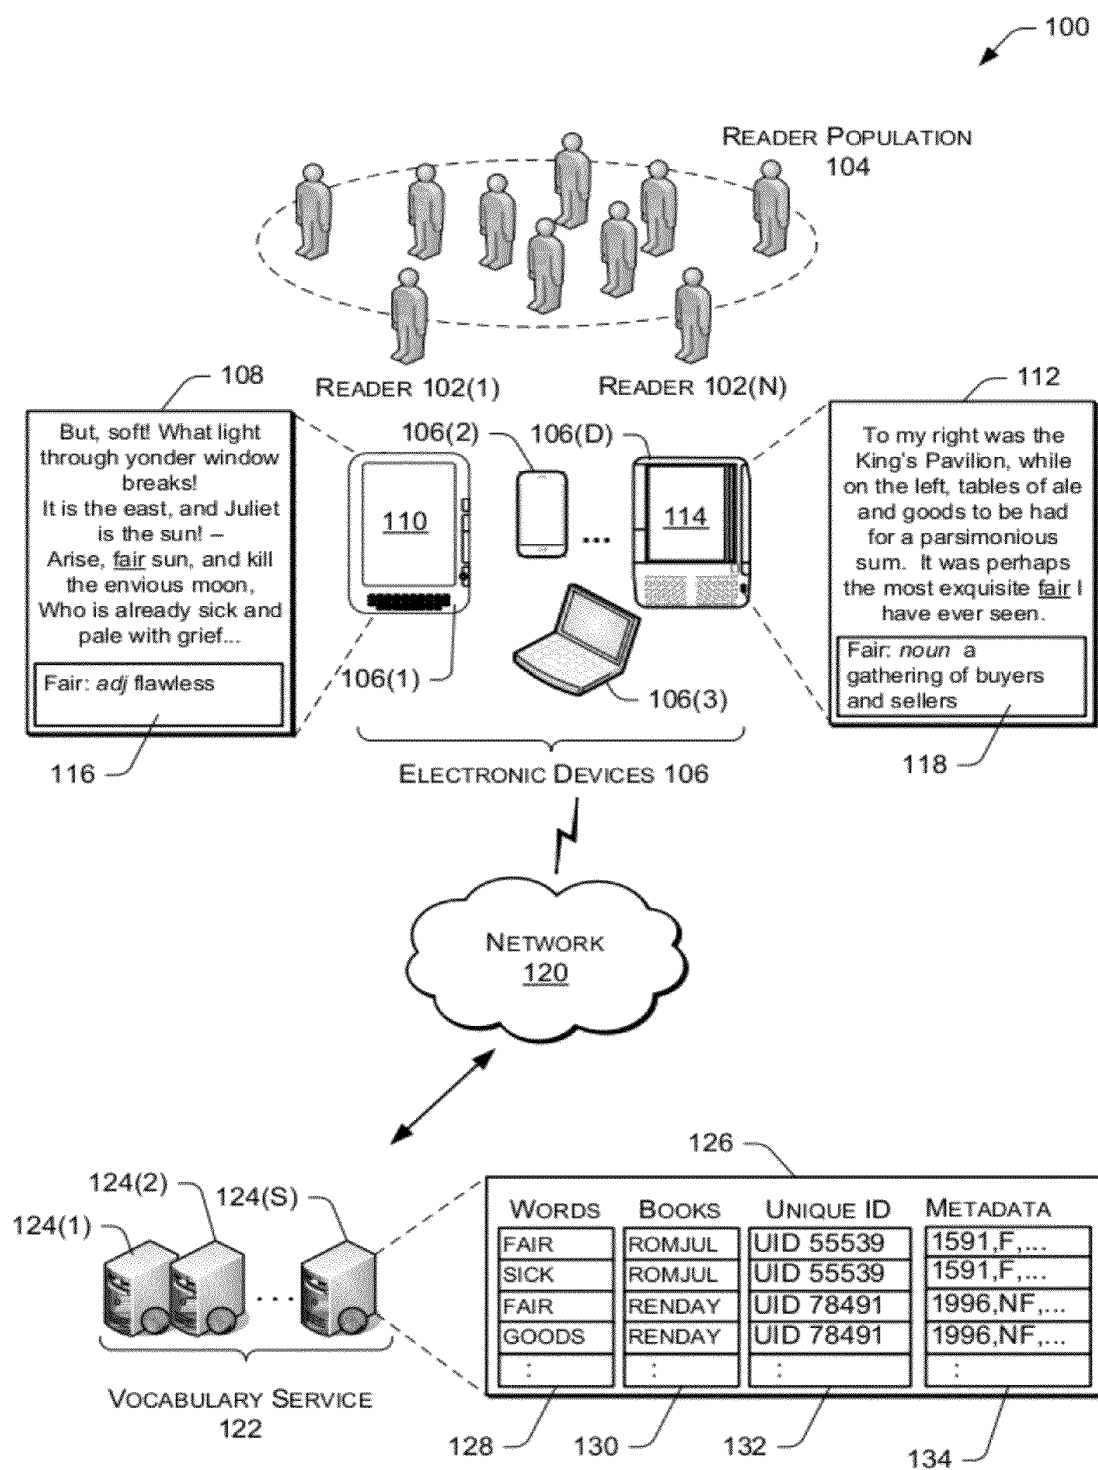 100
READER POPULATION
104
READER 102(1)
READER 102(N)
108
But, soft! What light
through yonder window
breaks!
It is the east, and Juliet
is the sun! –
Arise, fair sun, and kill
the envious moon,
Who is already sick and
pale with grief...
Fair: adj flawless
116
106(2)
106(D)
110
...
114
106(1)
106(3)
ELECTRONIC DEVICES 106
112
To my right was the
King's Pavilion, while
on the left, tables of ale
and goods to be had
for a parsimonious
sum. It was perhaps
the most exquisite fair I
have ever seen.
Fair: noun a
gathering of buyers
and sellers
118
NETWORK
120
124(1)
124(2)
124(S)
...
VOCABULARY SERVICE
122
126
WORDS BOOKS UNIQUE ID METADATA
FAIR ROMJUL UID 55539 1591,F,...
SICK ROMJUL UID 55539 1591,F,...
FAIR RENDAY UID 78491 1996,NF,...
GOODS RENDAY UID 78491 1996,NF,...
: : : :
128 130 132 134